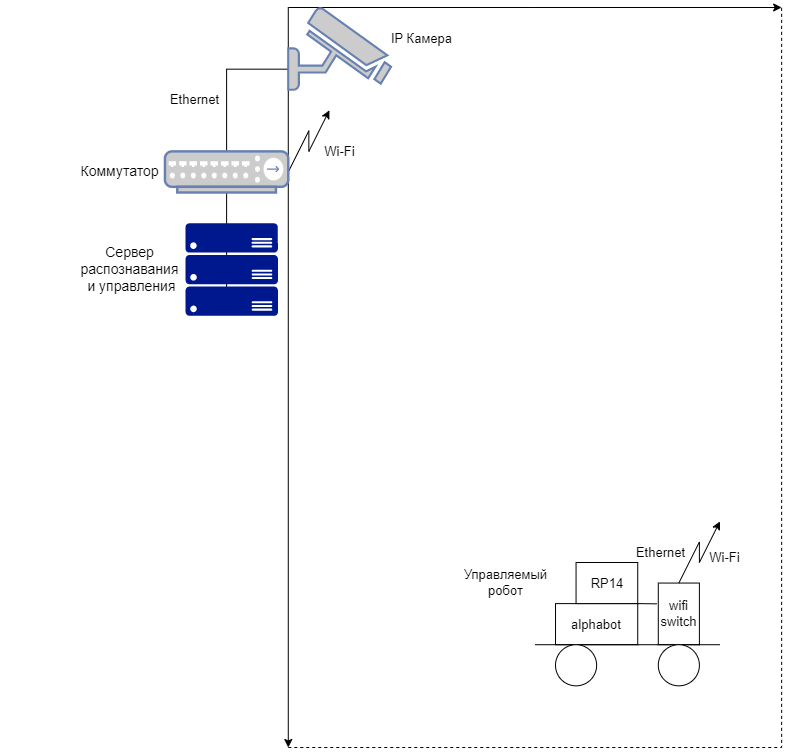 IP Камера
Ethernet
Wi-Fi
Коммутатор
Сервер
распознавания
и управления
Ethernet
Wi-Fi
Управляемый
робот
RP14
wifi
switch
alphabot